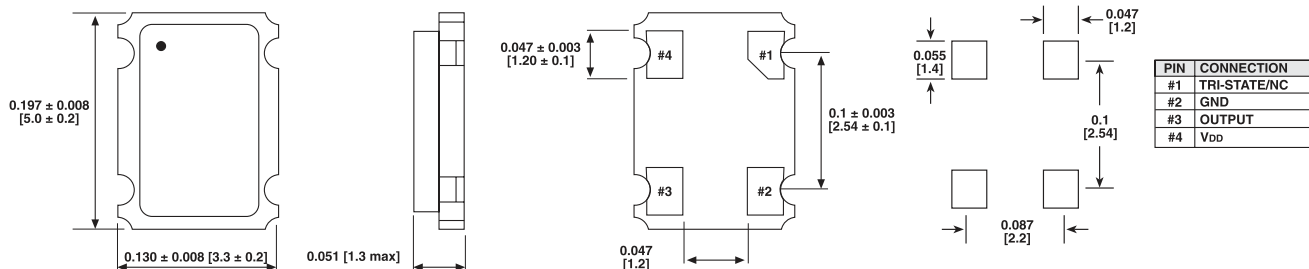 0.197 ± 0.008
[5.0 ± 0.2]
0.130 ± 0.008 [3.3 ± 0.2]
0.051 [1.3 max]
0.047 ± 0.003
[1.20 ± 0.1]
#4
#1
#3
#2
0.1 ± 0.003
[2.54 ± 0.1]
0.047
[1.2]
0.047
[1.2]
0.055
[1.4]
0.1
[2.54]
0.087
[2.2]
PIN CONNECTION
#1 TRI-STATE/NC
#2 GND
#3 OUTPUT
#4 VDD